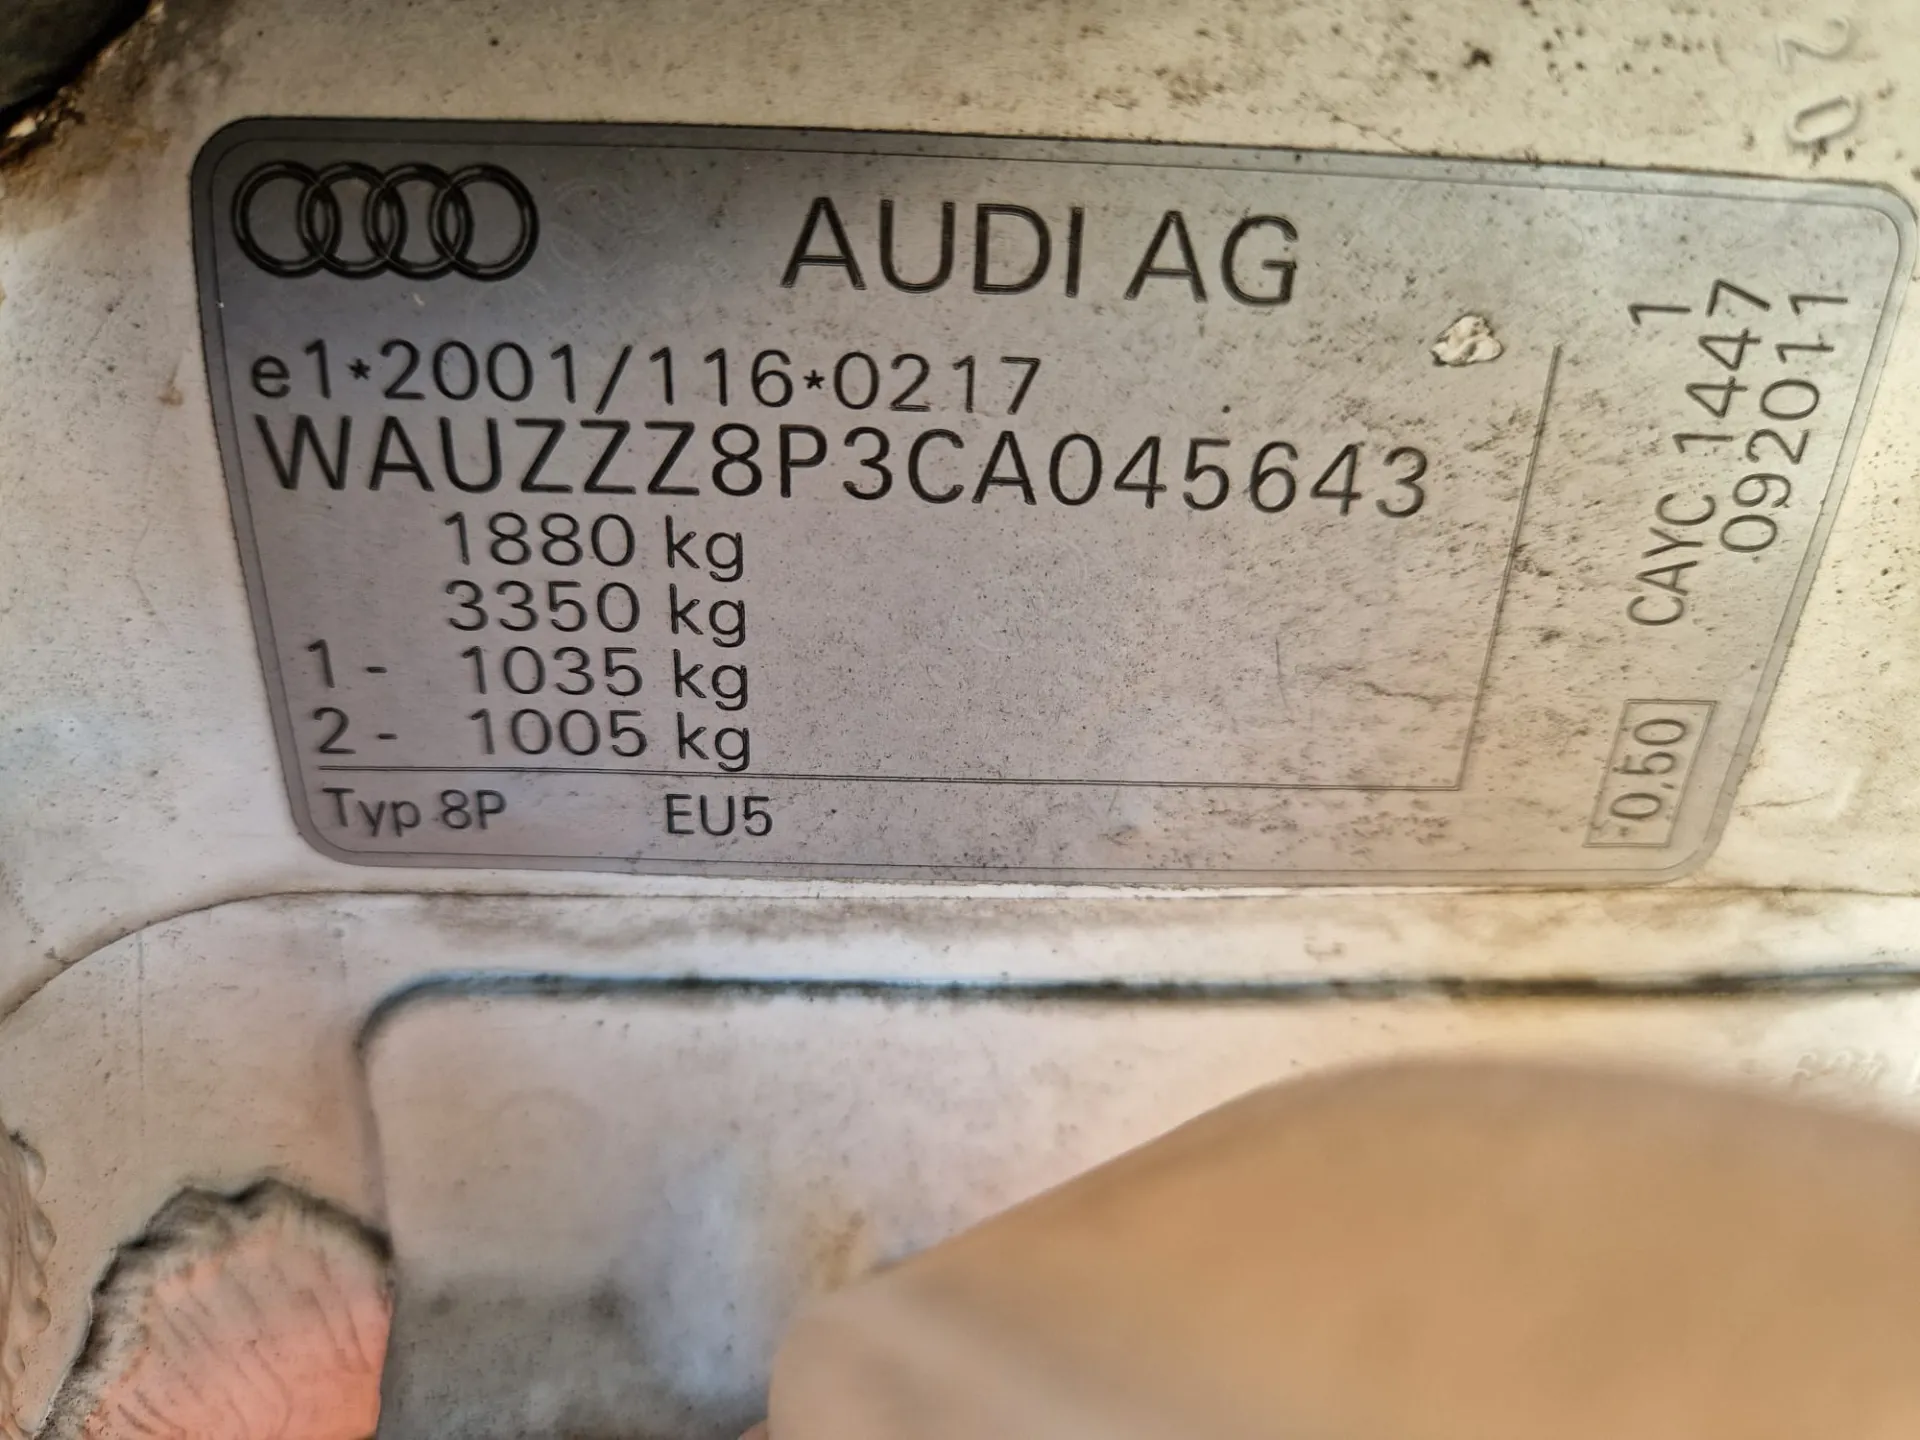 AUDI AG
e1*2001/116*0217
WAUZZZ8P3CA045643
1880 kg
3350 kg
1 - 1035 kg
2 - 1005 kg
Typ 8P EU5
CAYC 1447 1
092011
-0,50
20